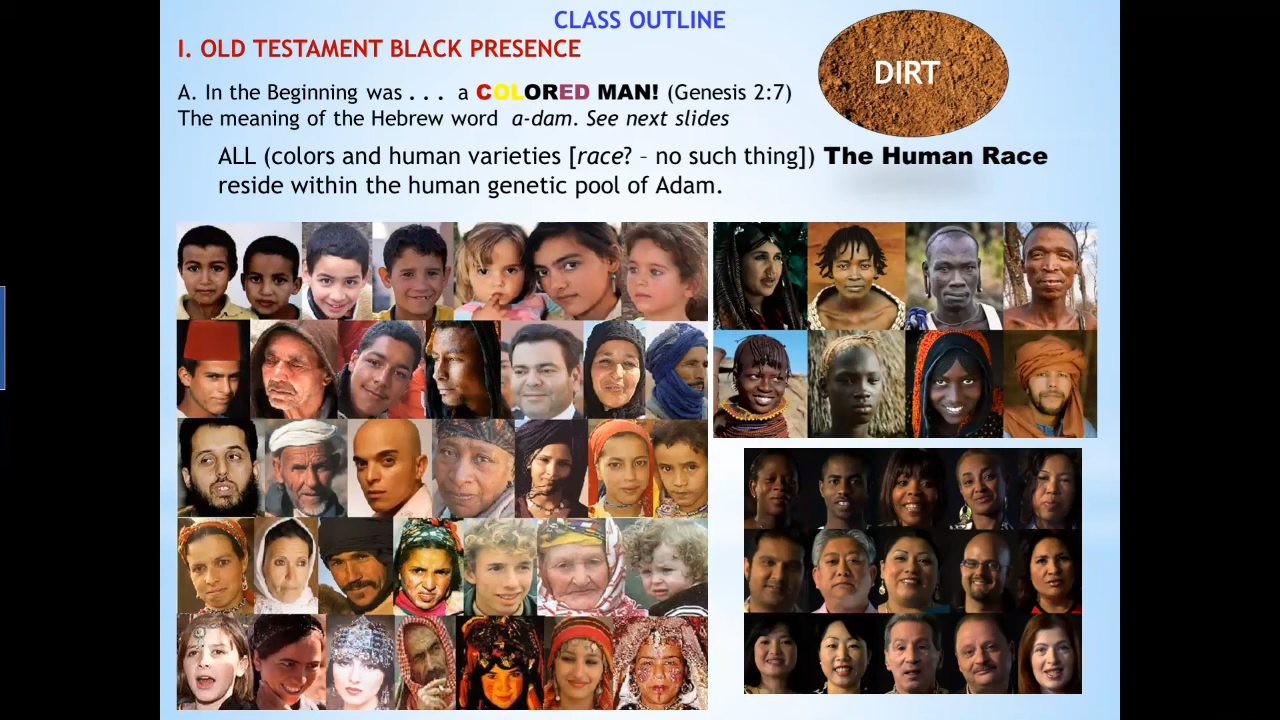 CLASS OUTLINE
I. OLD TESTAMENT BLACK PRESENCE
DIRT
A. In the Beginning was . . . a COLORED MAN! (Genesis 2:7)
The meaning of the Hebrew word a-dam. See next slides
ALL (colors and human varieties [race? – no such thing]) The Human Race
reside within the human genetic pool of Adam.